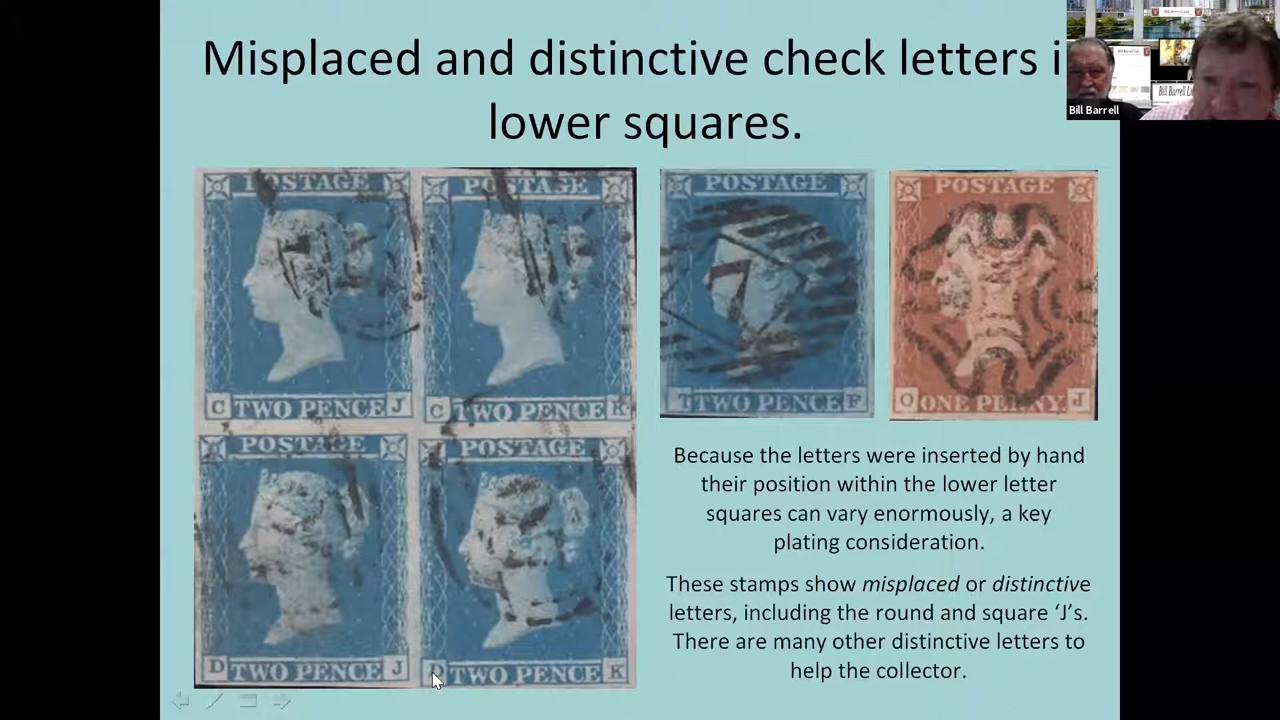 Misplaced and distinctive check letters i
lower squares.
Bill Barrell Ltd
Bill Barrell
POSTAGE
POSTAGE
C TWO PENCE J
C TWO PENCE K
POSTAGE
POSTAGE
D TWO PENCE J
D TWO PENCE K
POSTAGE
T TWO PENCE F
POSTAGE
O ONE PENNY. J
Because the letters were inserted by hand
their position within the lower letter
squares can vary enormously, a key
plating consideration.
These stamps show misplaced or distinctive
letters, including the round and square ‘J’s.
There are many other distinctive letters to
help the collector.